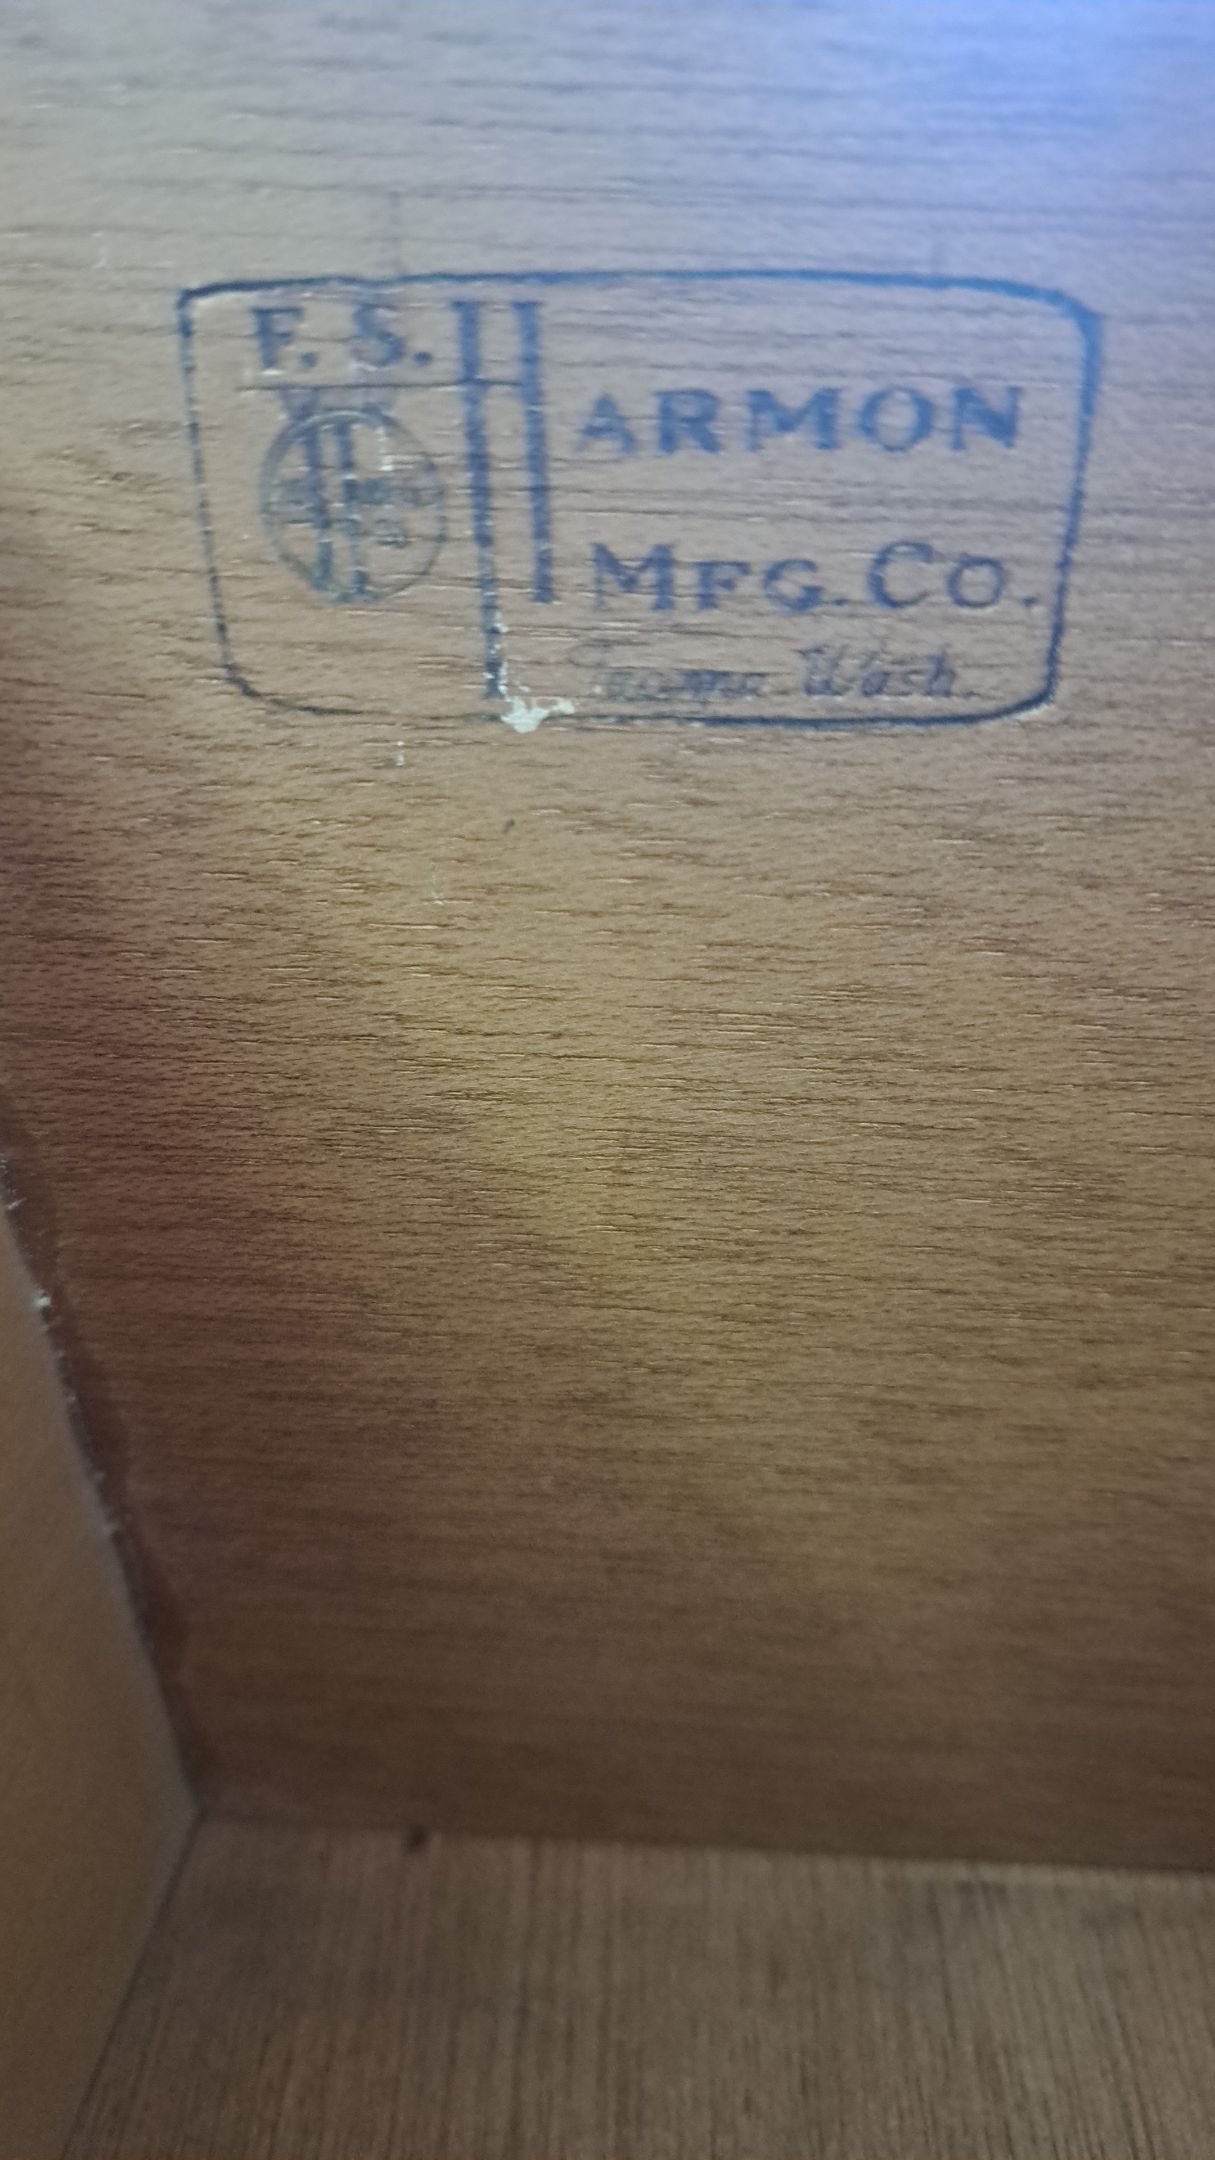 F. S. HARMON
MFG. CO.
Tacoma Wash.